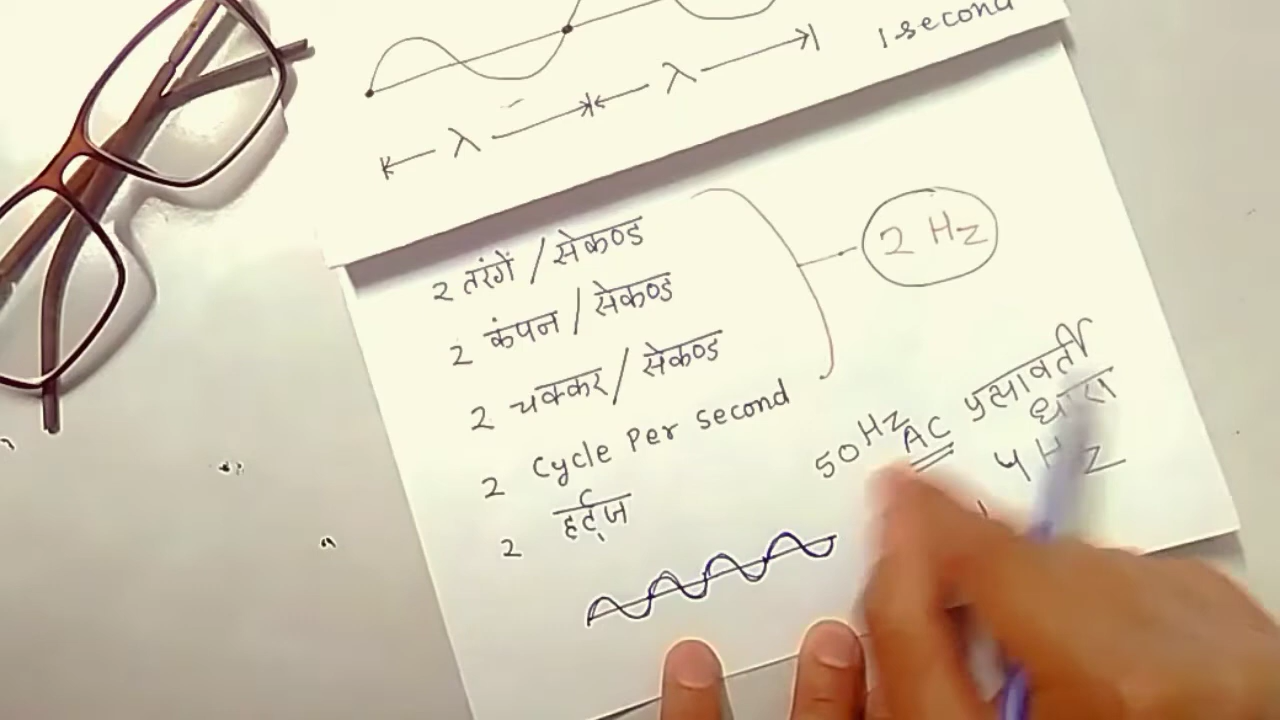 1 second
λ λ
2 तरंगें / सेकण्ड
2 कंपन / सेकण्ड
2 चक्कर / सेकण्ड
2 Cycle Per second
2 हर्ट्ज
2 Hz
50 Hz
AC प्रत्यावर्ती
धारा
4 Hz